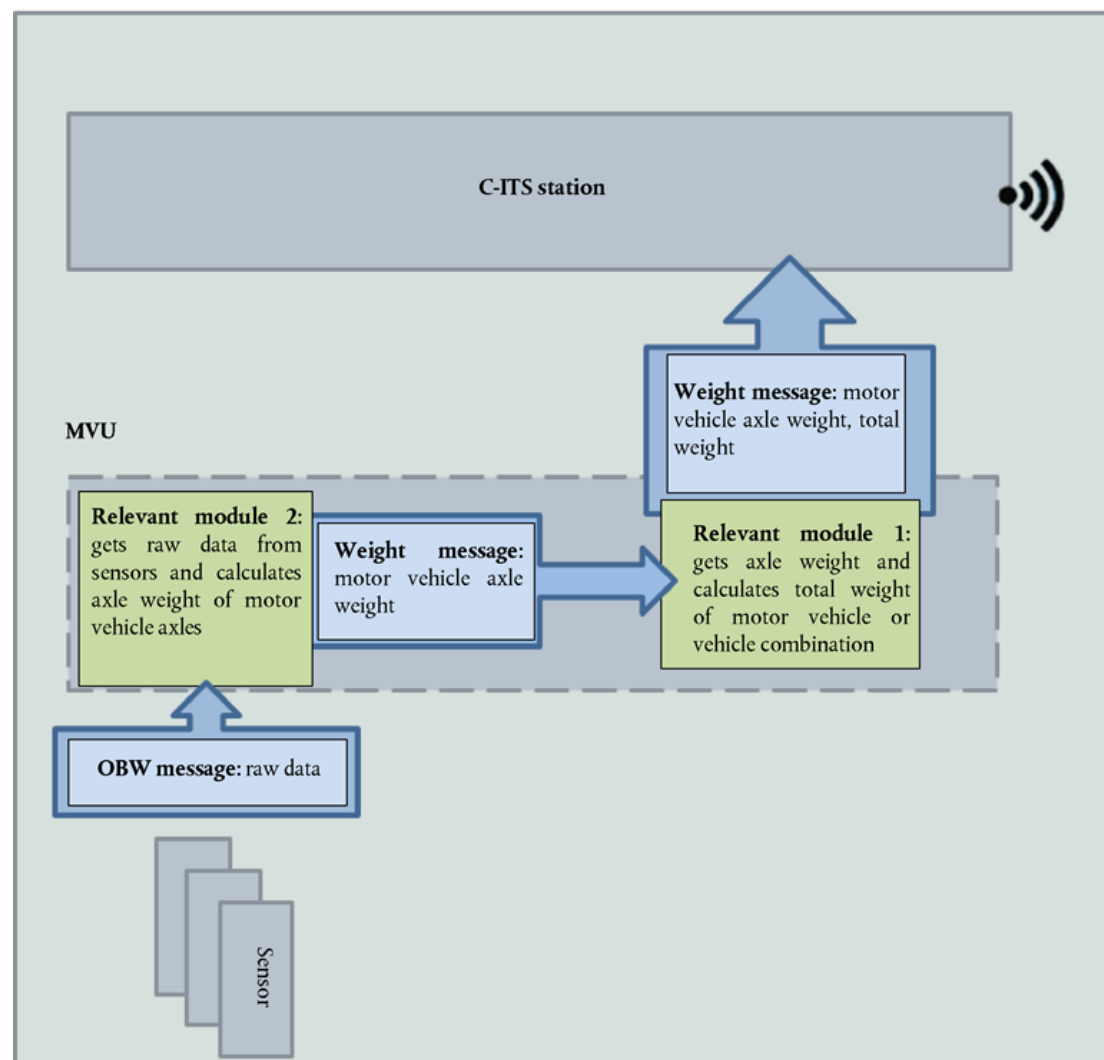 C-ITS station
Weight message: motor
vehicle axle weight, total
weight
MVU
Relevant module 2:
gets raw data from
sensors and calculates
axle weight of motor
vehicle axles
Weight message:
motor vehicle axle
weight
Relevant module 1:
gets axle weight and
calculates total weight
of motor vehicle or
vehicle combination
OBW message: raw data
Sensor